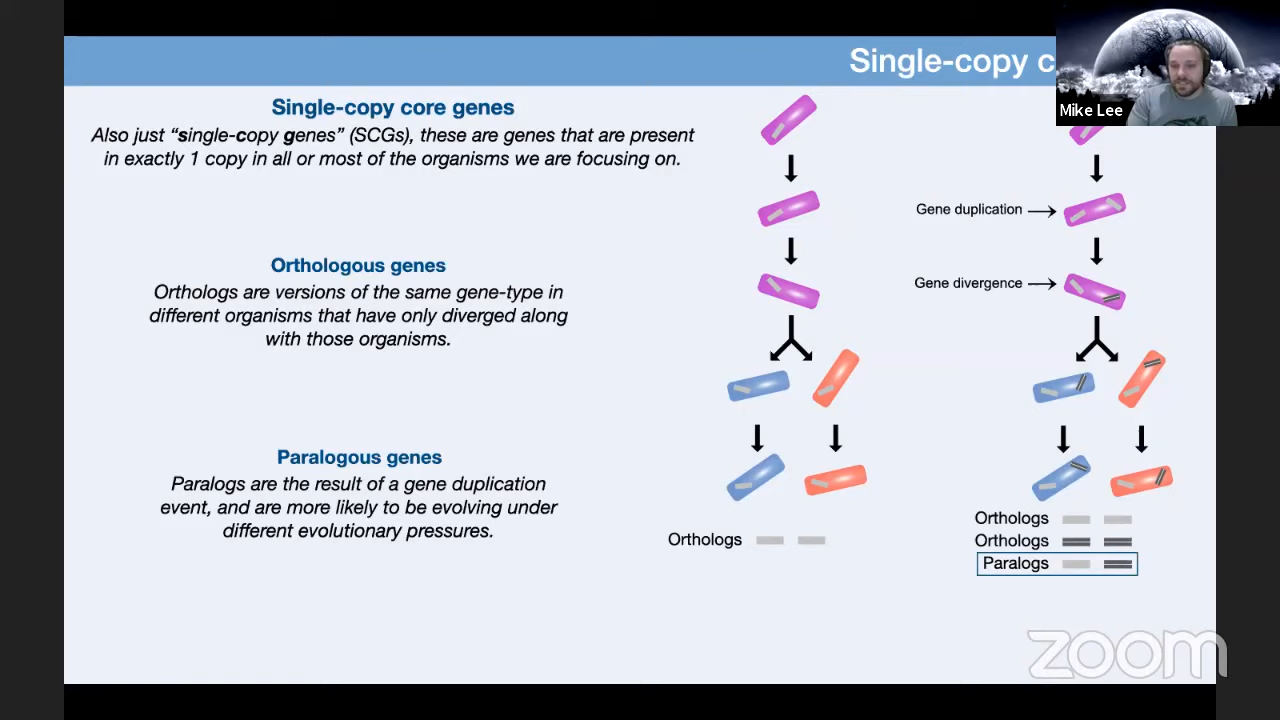 Single-copy c
Mike Lee
Single-copy core genes
Also just “single-copy genes” (SCGs), these are genes that are present
in exactly 1 copy in all or most of the organisms we are focusing on.
Orthologous genes
Orthologs are versions of the same gene-type in
different organisms that have only diverged along
with those organisms.
Paralogous genes
Paralogs are the result of a gene duplication
event, and are more likely to be evolving under
different evolutionary pressures.
Orthologs
Gene duplication
Gene divergence
Orthologs
Orthologs
Paralogs
zoom